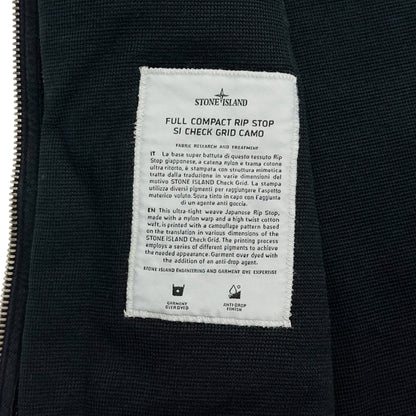 STONE ISLAND
FULL COMPACT RIP STOP
SI CHECK GRID CAMO
FABRIC RESEARCH AND TREATMENT
IT La base super battuta di questo tessuto Rip
Stop giapponese, a catena nylon e trama cotone
ultra ritorto, è stampata con struttura mimetica
tratta dalla traduzione in varie dimensioni del
motivo STONE ISLAND Check Grid. La stampa
utilizza diversi pigmenti per raggiungere l'aspetto
materico voluto. Sovra tinto in capo con l'aggiunta
di un agente anti goccia.
EN This ultra-tight weave Japanese Rip Stop,
made with a nylon warp and a high twist cotton
weft, is printed with a camouflage pattern based
on the translation in various dimensions of the
STONE ISLAND Check Grid. The printing process
employs a series of different pigments to achieve
the needed appearance. Garment over dyed with
the addition of an anti-drop agent.
STONE ISLAND ENGINEERING AND GARMENT DYE EXPERTISE
GARMENT
OVERDYED
ANTI DROP
FINISH